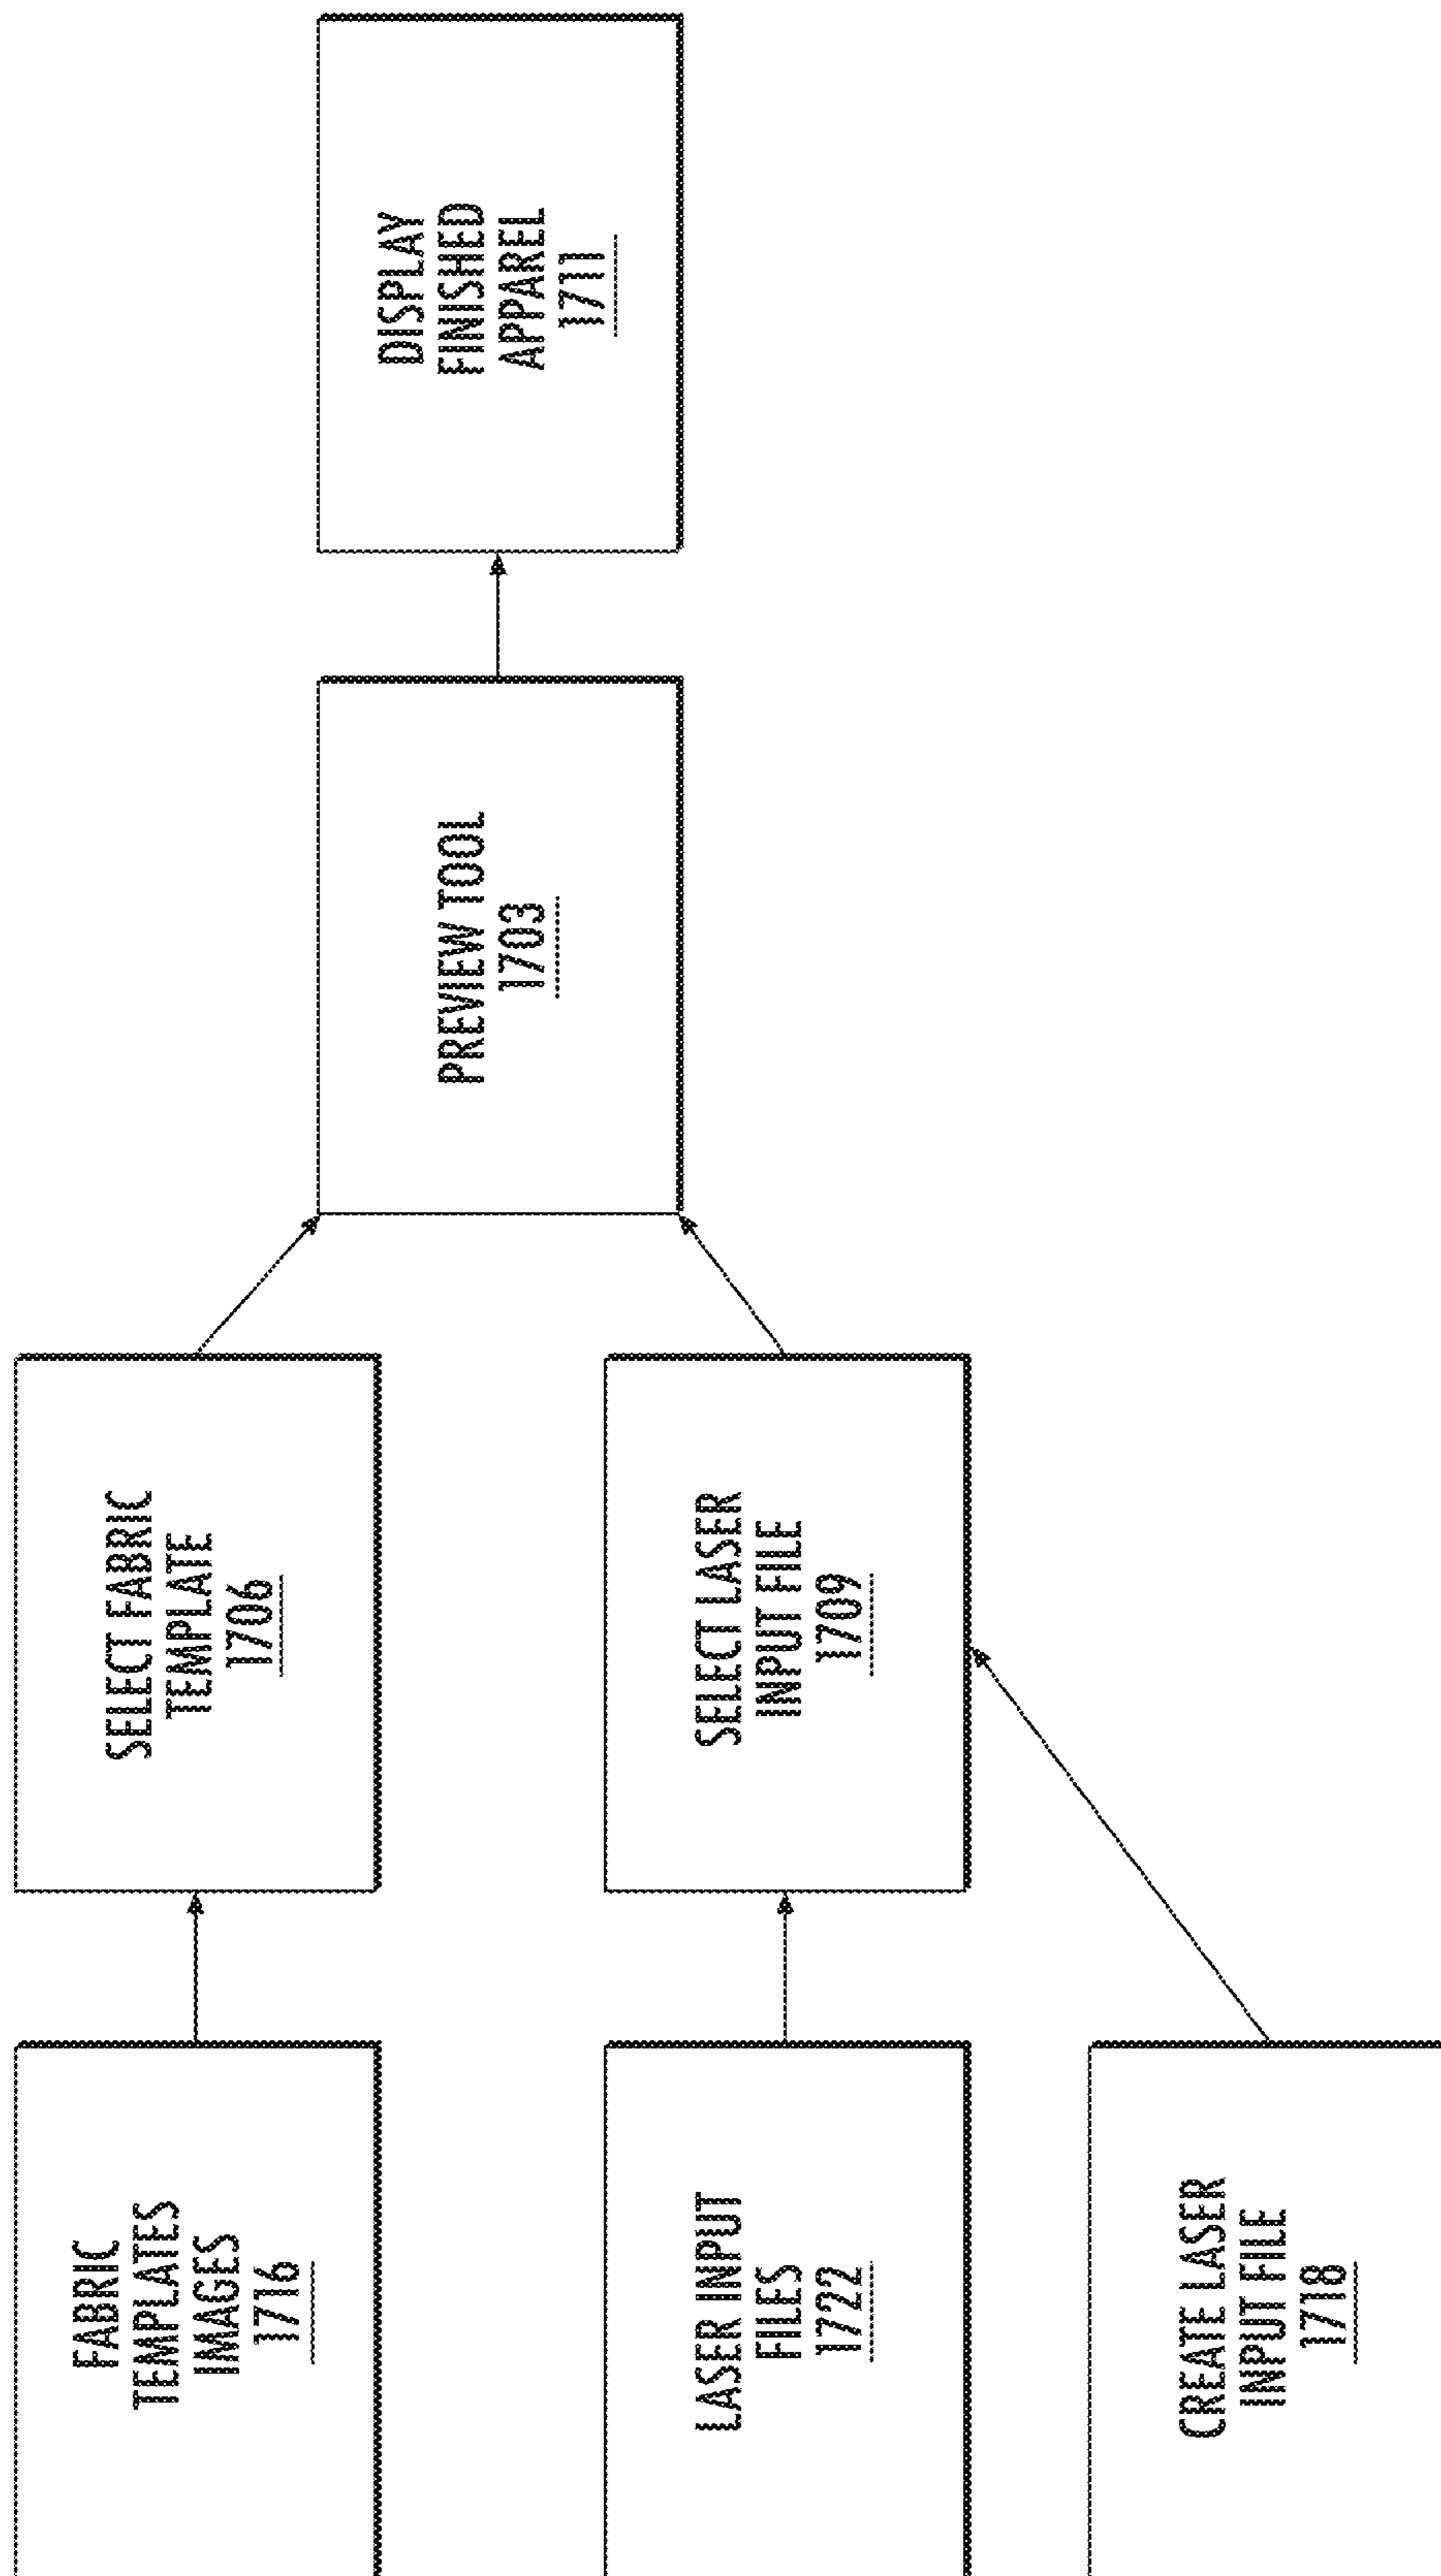 FABRIC
TEMPLATES
IMAGES
1716
SELECT FABRIC
TEMPLATE
1706
LASER INPUT
FILES
1722
SELECT LASER
INPUT FILE
1709
CREATE LASER
INPUT FILE
1718
PREVIEW TOOL
1703
DISPLAY
FINISHED
APPAREL
1711